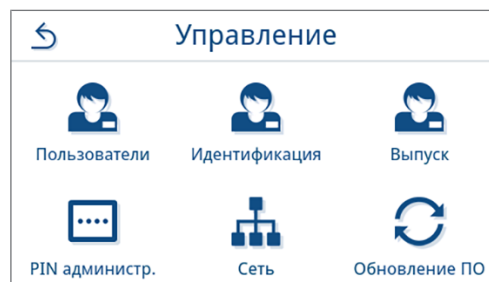 Управление
Пользователи Идентификация Выпуск
PIN администр. Сеть Обновление ПО